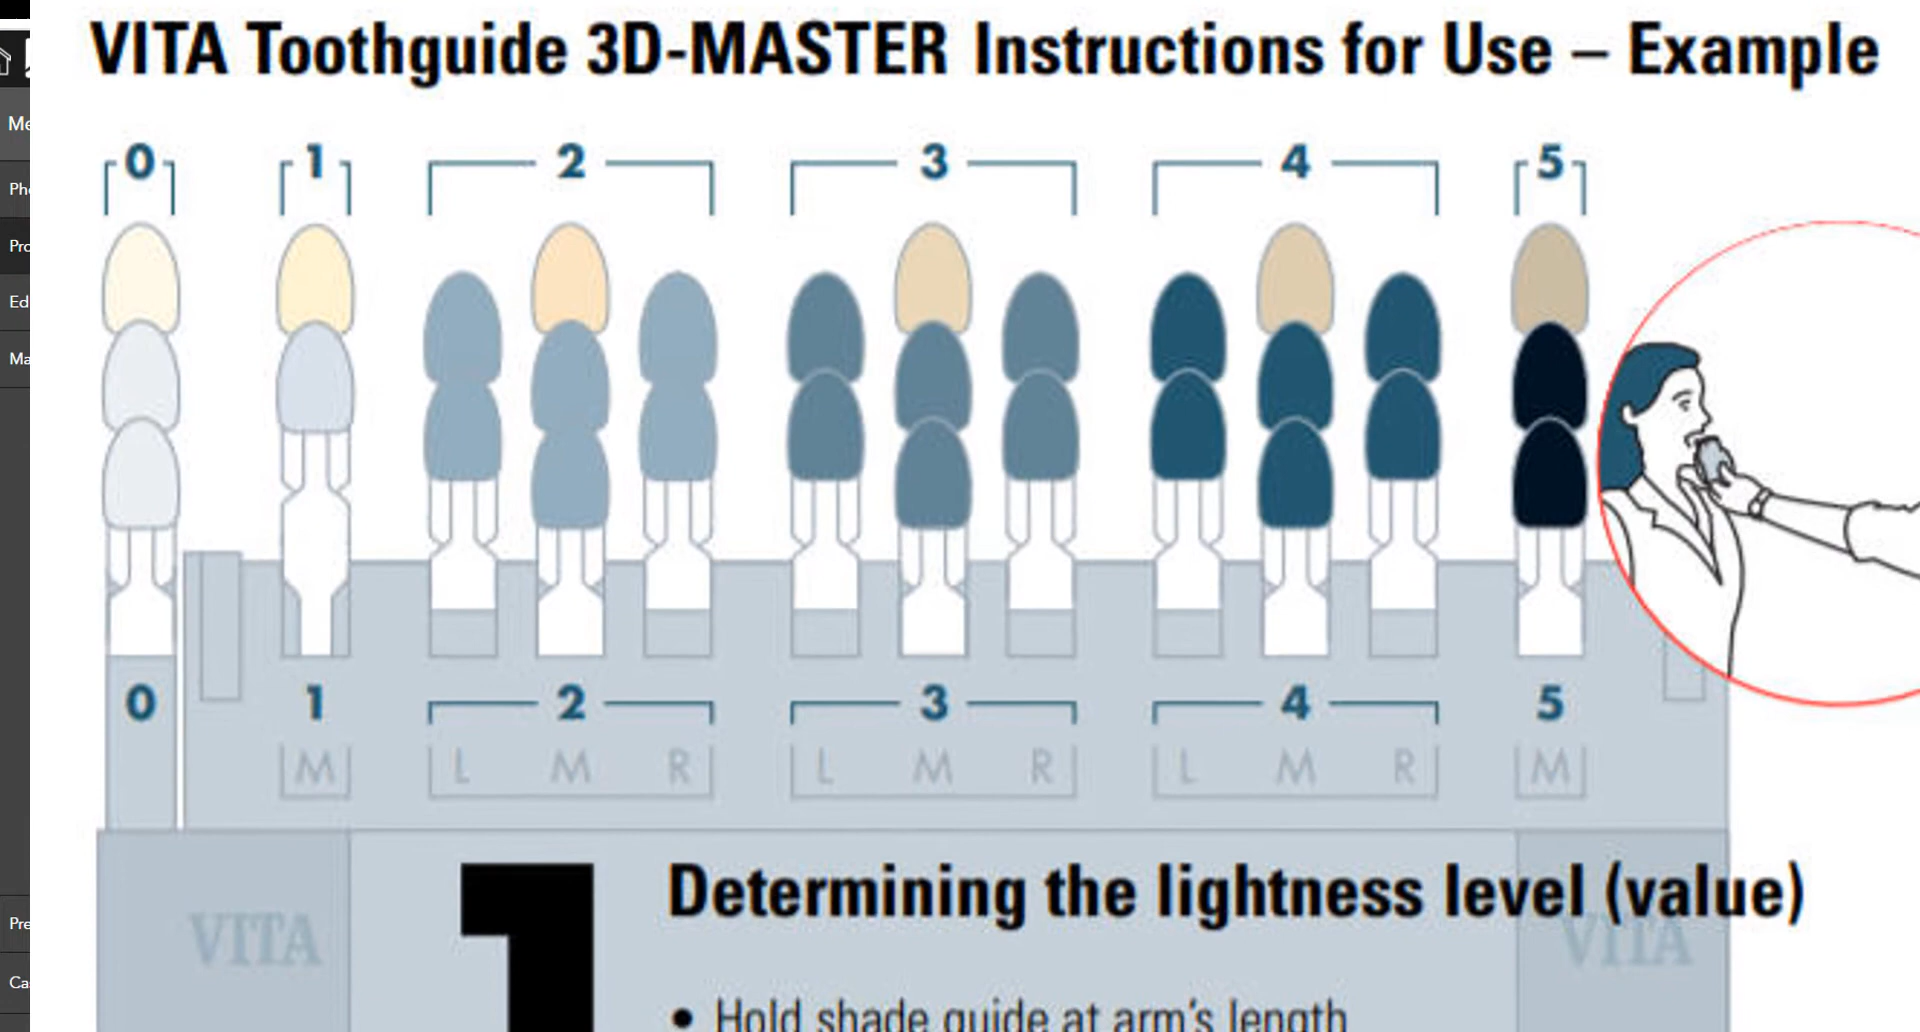 VITA Toothguide 3D-MASTER Instructions for Use – Example
0 1 2 3 4 5
0 1 2 3 4 5
M L M R L M R L M R M
1 Determining the lightness level (value)
VITA VITA
• Hold shade guide at arm's length